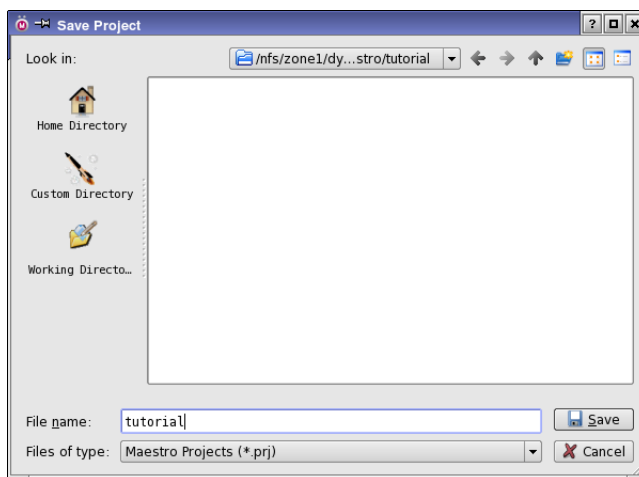 Save Project
Look in:
/nfs/zone1/dy...stro/tutorial
Home Directory
Custom Directory
Working Directo...
File name:
tutorial
Save
Files of type:
Maestro Projects (*.prj)
Cancel